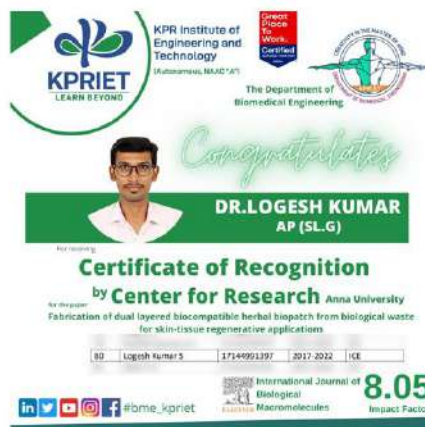 KPRIET
LEARN BEYOND
KPR Institute of
Engineering and
Technology
(Autonomous, NAAC "A")
Great
Place
To
Work.
Certified
The Department of
Biomedical Engineering
Congratulates
DR.LOGESH KUMAR
AP (SL.G)
For receiving
Certificate of Recognition
by Center for Research Anna University
for the paper
Fabrication of dual layered biocompatible herbal biopatch from biological waste
for skin-tissue regenerative applications
80 Logesh Kumar S 17144991397 2017-2022 ICE
International Journal of
Biological
Macromolecules
8.05
Impact Facto
ELSEVIER
#bme_kpriet